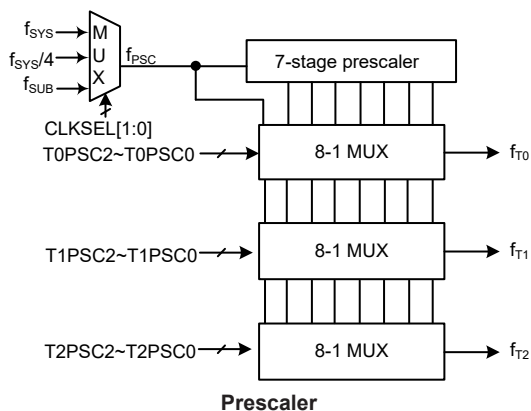 fSYS
fSYS/4
fSUB
M
U
X
fPSC
7-stage prescaler
CLKSEL[1:0]
T0PSC2~T0PSC0
8-1 MUX
fT0
T1PSC2~T1PSC0
8-1 MUX
fT1
T2PSC2~T2PSC0
8-1 MUX
fT2
Prescaler